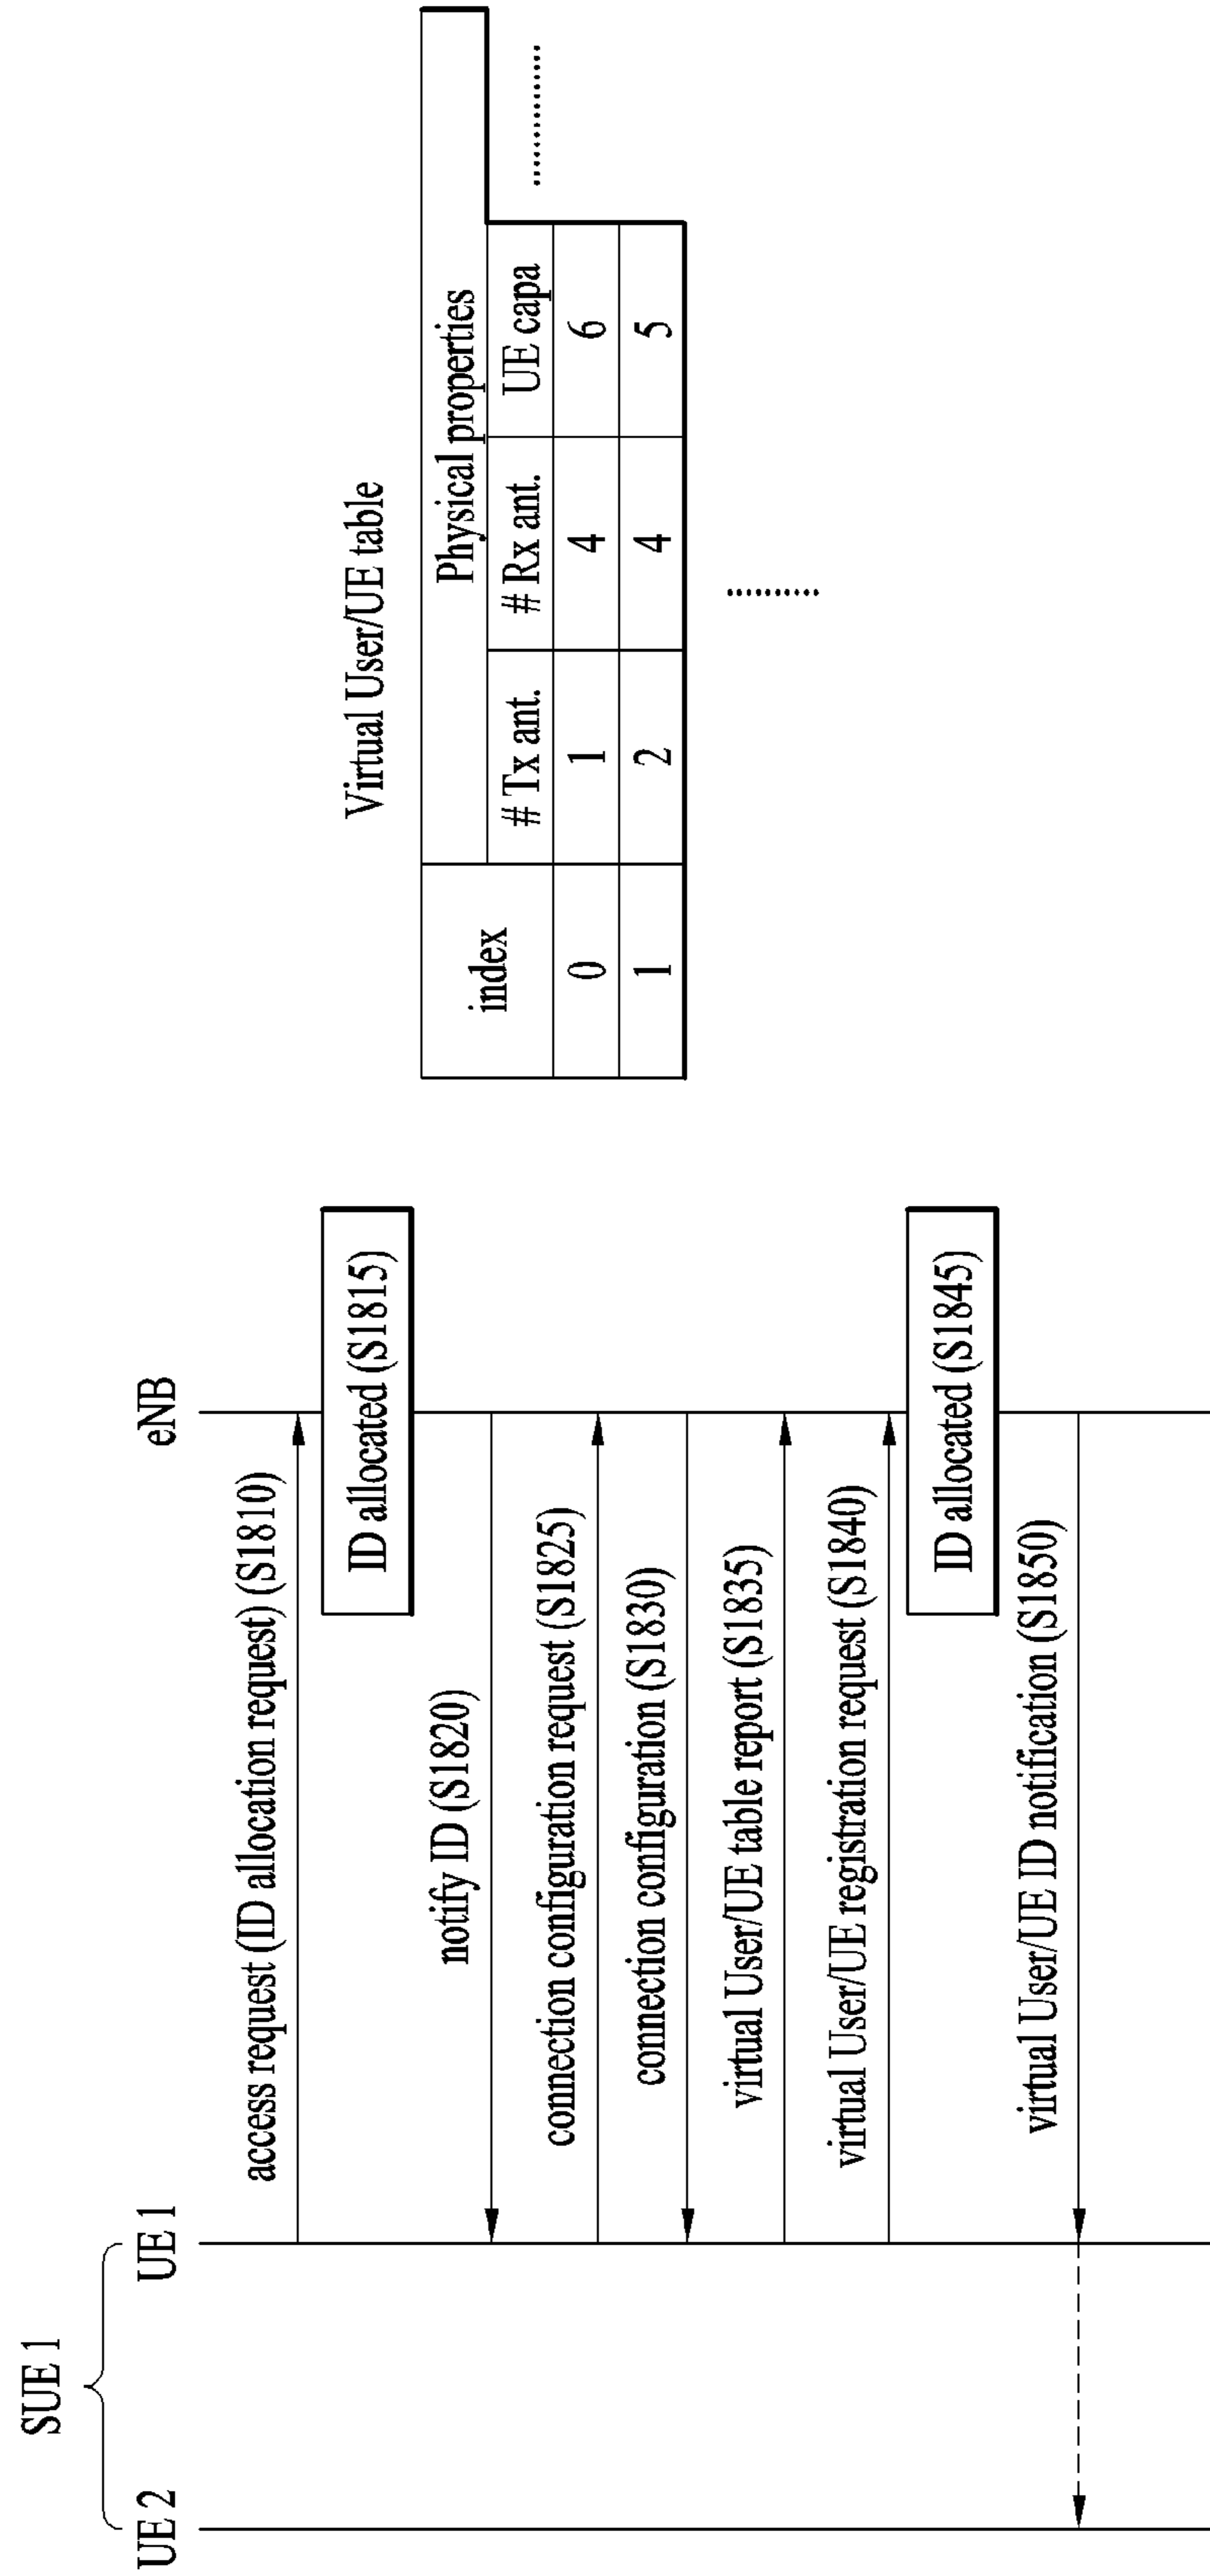 SUE 1
UE 2
UE 1
eNB
access request (ID allocation request) (S1810)
ID allocated (S1815)
notify ID (S1820)
connection configuration request (S1825)
connection configuration (S1830)
virtual User/UE table report (S1835)
virtual User/UE registration request (S1840)
ID allocated (S1845)
virtual User/UE ID notification (S1850)
Virtual User/UE table
index Physical properties
# Tx ant. # Rx ant. UE capa
0 1 4 6
1 2 4 5